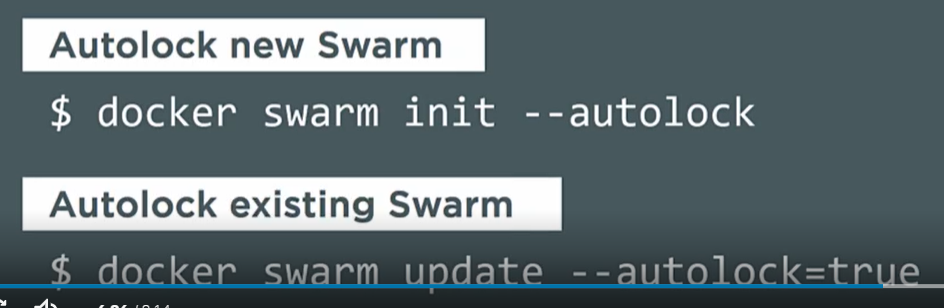 Autolock new Swarm
$ docker swarm init --autolock
Autolock existing Swarm
$ docker swarm update --autolock=true